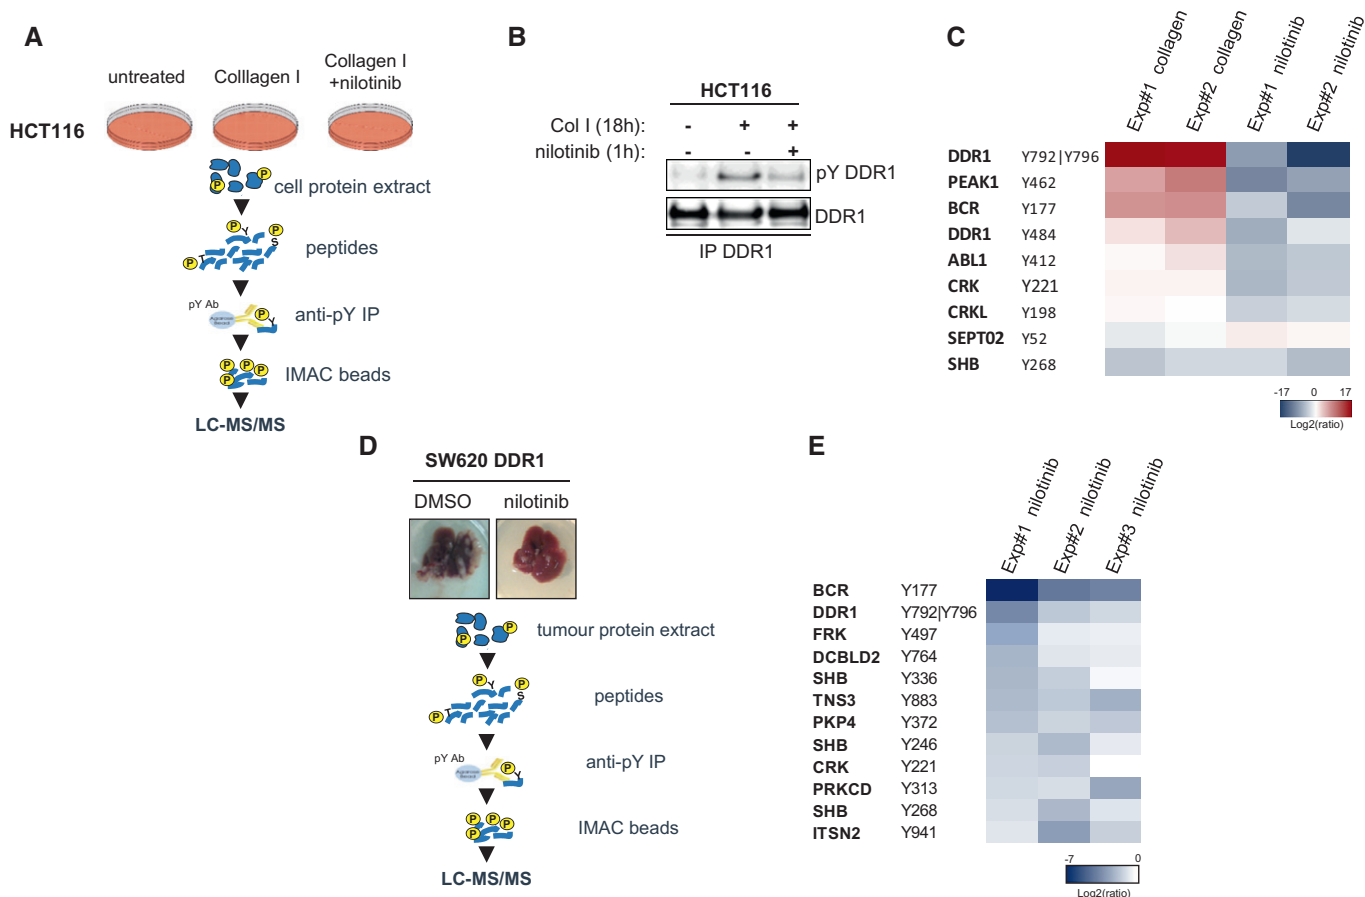 A
untreated
Colllagen I
Collagen I
+nilotinib
HCT116
P
P
cell protein extract
P
Y
P
S
P
T
peptides
pY Ab
P
Y
anti-pY IP
P
P
P
P
IMAC beads
LC-MS/MS
B
HCT116
Col I (18h): - + +
nilotinib (1h): - - +
pY DDR1
DDR1
IP DDR1
C
Exp#1 collagen
Exp#2 collagen
Exp#1 nilotinib
Exp#2 nilotinib
DDR1 Y792|Y796
PEAK1 Y462
BCR Y177
DDR1 Y484
ABL1 Y412
CRK Y221
CRKL Y198
SEPT02 Y52
SHB Y268
-17 0 17
Log2(ratio)
D
SW620 DDR1
DMSO nilotinib
P
P
tumour protein extract
P
Y
P
S
P
T
peptides
pY Ab
P
Y
anti-pY IP
P
P
P
P
IMAC beads
LC-MS/MS
E
Exp#1 nilotinib
Exp#2 nilotinib
Exp#3 nilotinib
BCR Y177
DDR1 Y792|Y796
FRK Y497
DCBLD2 Y764
SHB Y336
TNS3 Y883
PKP4 Y372
SHB Y246
CRK Y221
PRKCD Y313
SHB Y268
ITSN2 Y941
-7 0
Log2(ratio)